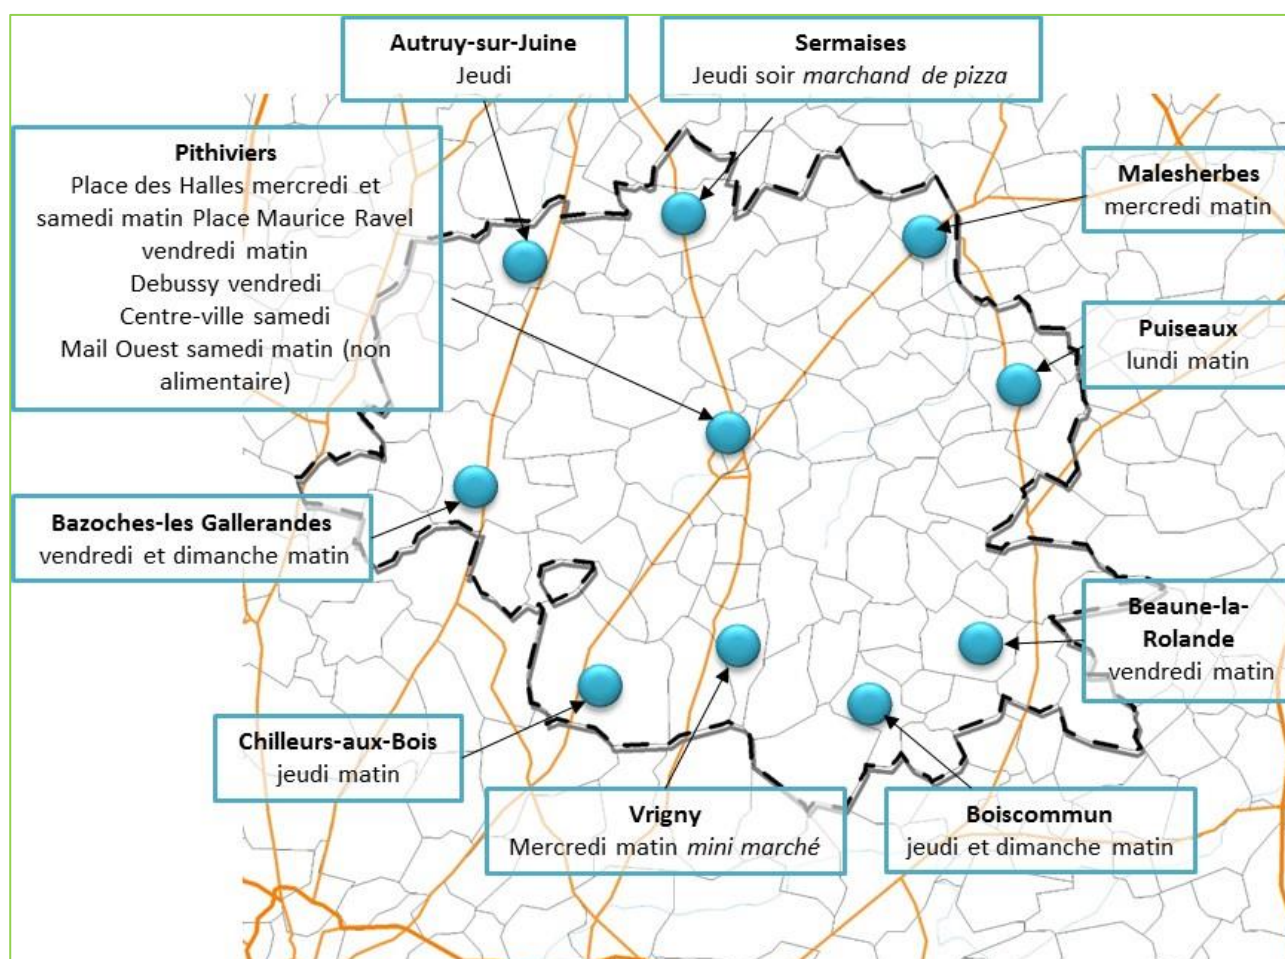 Autruy-sur-Juine
Jeudi
Sermaises
Jeudi soir marchand de pizza
Pithiviers
Place des Halles mercredi et
samedi matin Place Maurice Ravel
vendredi matin
Debussy vendredi
Centre-ville samedi
Mail Ouest samedi matin (non
alimentaire)
Malesherbes
mercredi matin
Puiseaux
lundi matin
Bazoches-les Gallerandes
vendredi et dimanche matin
Beaune-la-
Rolande
vendredi matin
Chilleurs-aux-Bois
jeudi matin
Vrigny
Mercredi matin mini marché
Boiscommun
jeudi et dimanche matin